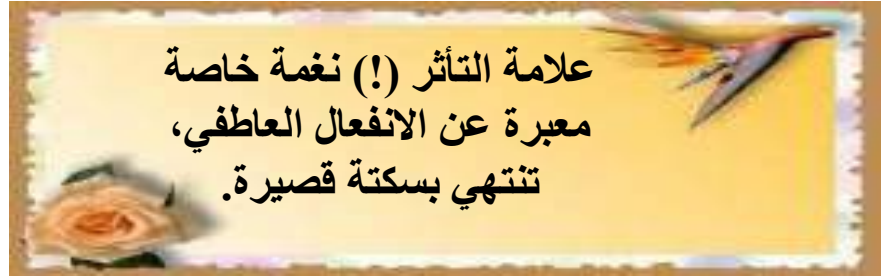 علامة التأثر (!) نغمة خاصة
معبرة عن الانفعال العاطفي،
تنتهي بسكتة قصيرة.